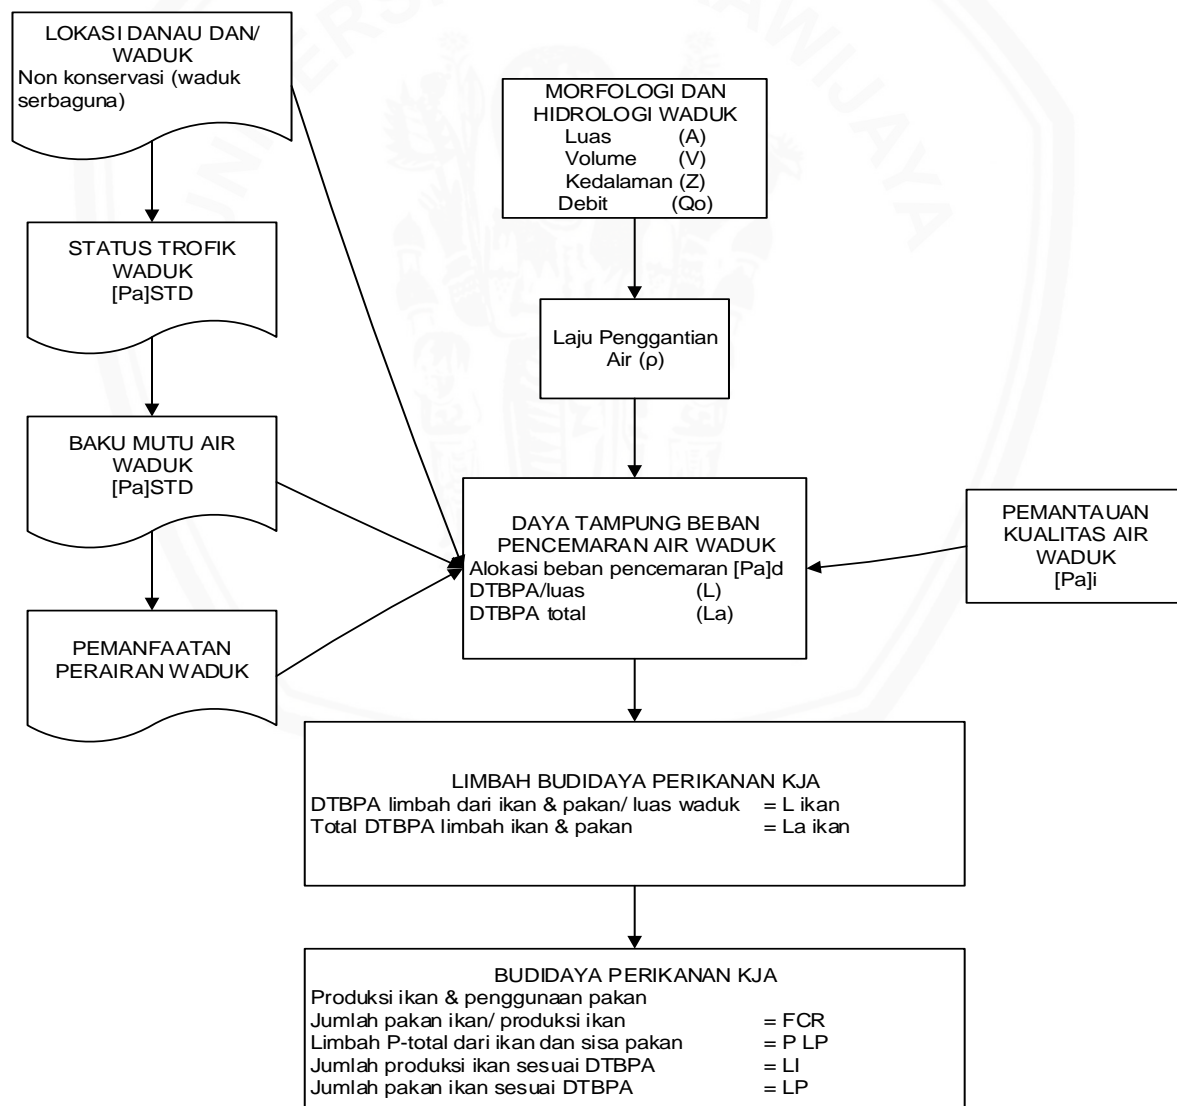 LOKASI DANAU DAN/
WADUK
Non konservasi (waduk
serbaguna)
STATUS TROFIK
WADUK
[Pa]STD
BAKU MUTU AIR
WADUK
[Pa]STD
PEMANFAATAN
PERAIRAN WADUK
MORFOLOGI DAN
HIDROLOGI WADUK
Luas (A)
Volume (V)
Kedalaman (Z)
Debit (Qo)
Laju Penggantian
Air (ρ)
DAYA TAMPUNG BEBAN
PENCEMARAN AIR WADUK
Alokasi beban pencemaran [Pa]d
DTBPA/luas (L)
DTBPA total (La)
PEMANTAUAN
KUALITAS AIR
WADUK
[Pa]i
LIMBAH BUDIDAYA PERIKANAN KJA
DTBPA limbah dari ikan & pakan/ luas waduk = L ikan
Total DTBPA limbah ikan & pakan = La ikan
BUDIDAYA PERIKANAN KJA
Produksi ikan & penggunaan pakan
Jumlah pakan ikan/ produksi ikan = FCR
Limbah P-total dari ikan dan sisa pakan = P LP
Jumlah produksi ikan sesuai DTBPA = LI
Jumlah pakan ikan sesuai DTBPA = LP